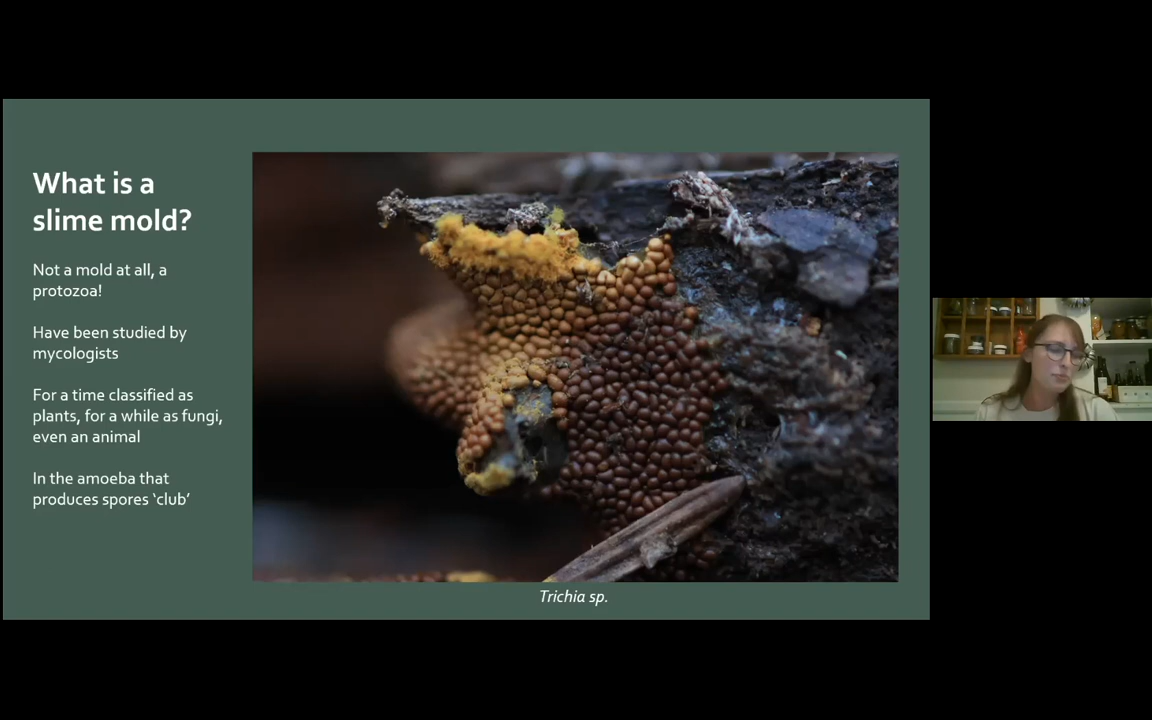 What is a
slime mold?
Not a mold at all, a
protozoa!
Have been studied by
mycologists
For a time classified as
plants, for a while as fungi,
even an animal
In the amoeba that
produces spores ‘club’
Trichia sp.